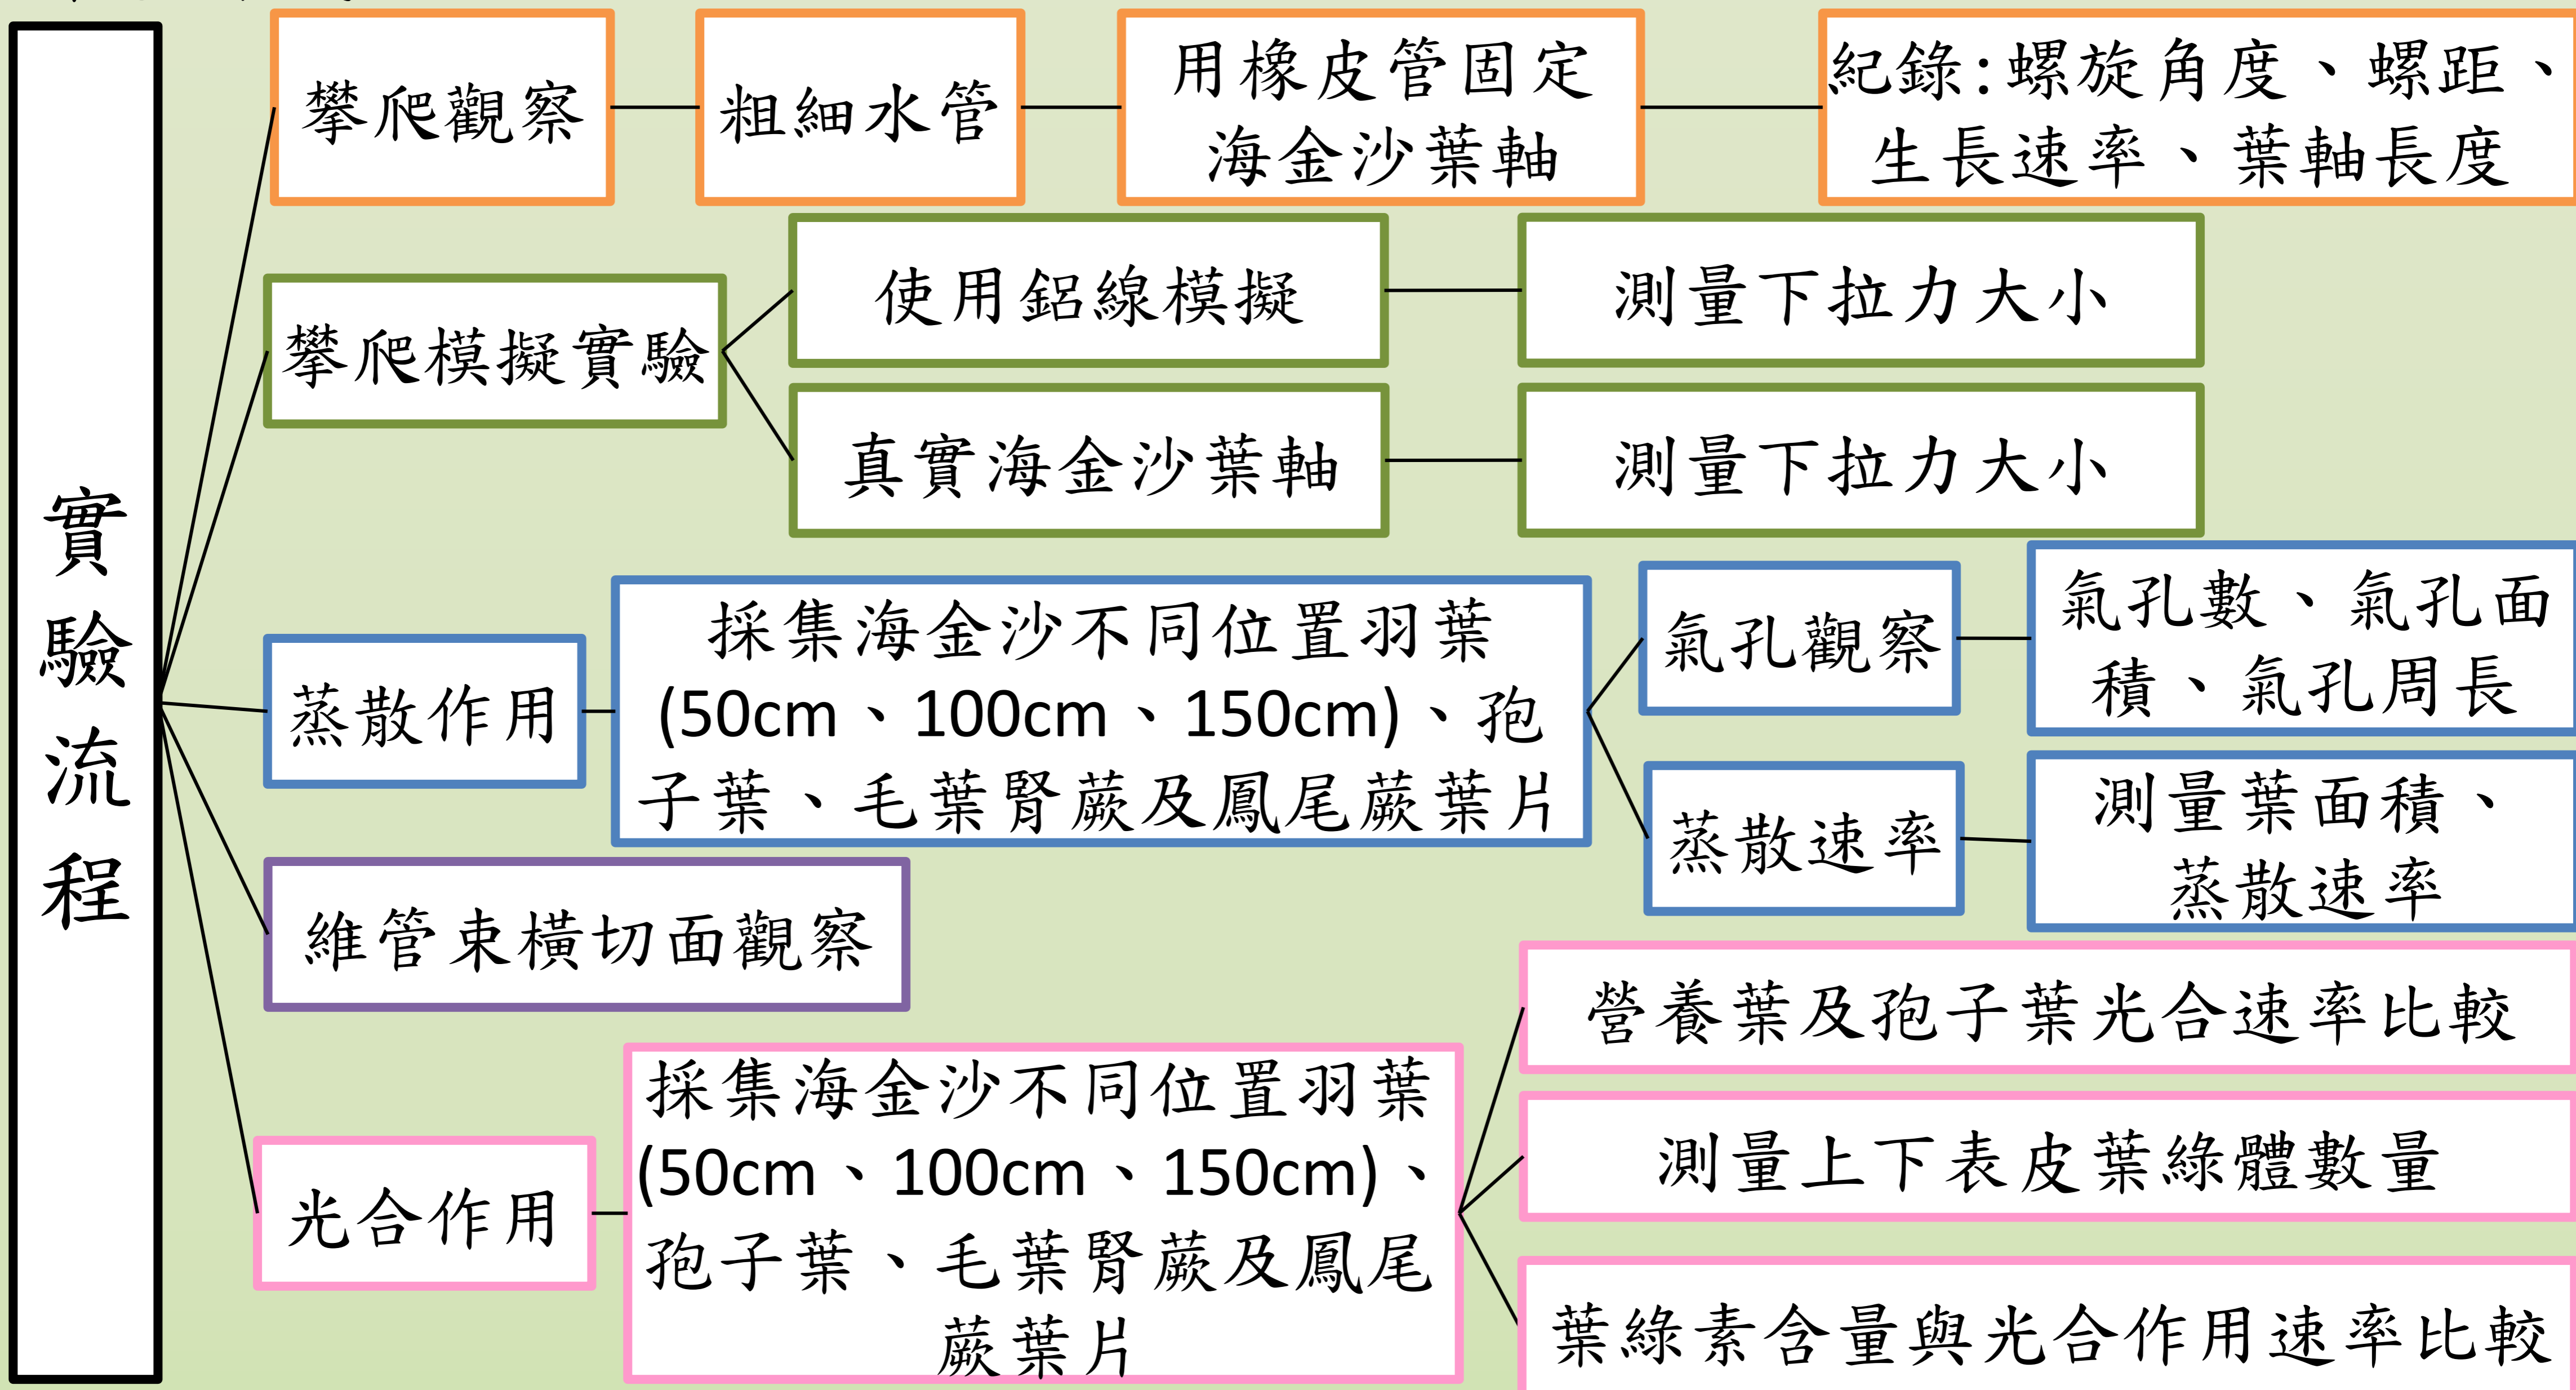 實驗流程
攀爬觀察
粗細水管
用橡皮管固定
海金沙葉軸
紀錄:螺旋角度、螺距、
生長速率、葉軸長度
攀爬模擬實驗
使用鋁線模擬
測量下拉力大小
真實海金沙葉軸
測量下拉力大小
蒸散作用
採集海金沙不同位置羽葉
(50cm、100cm、150cm)、孢
子葉、毛葉腎蕨及鳳尾蕨葉片
氣孔觀察
氣孔數、氣孔面
積、氣孔周長
蒸散速率
測量葉面積、
蒸散速率
維管束橫切面觀察
光合作用
採集海金沙不同位置羽葉
(50cm、100cm、150cm)、
孢子葉、毛葉腎蕨及鳳尾
蕨葉片
營養葉及孢子葉光合速率比較
測量上下表皮葉綠體數量
葉綠素含量與光合作用速率比較